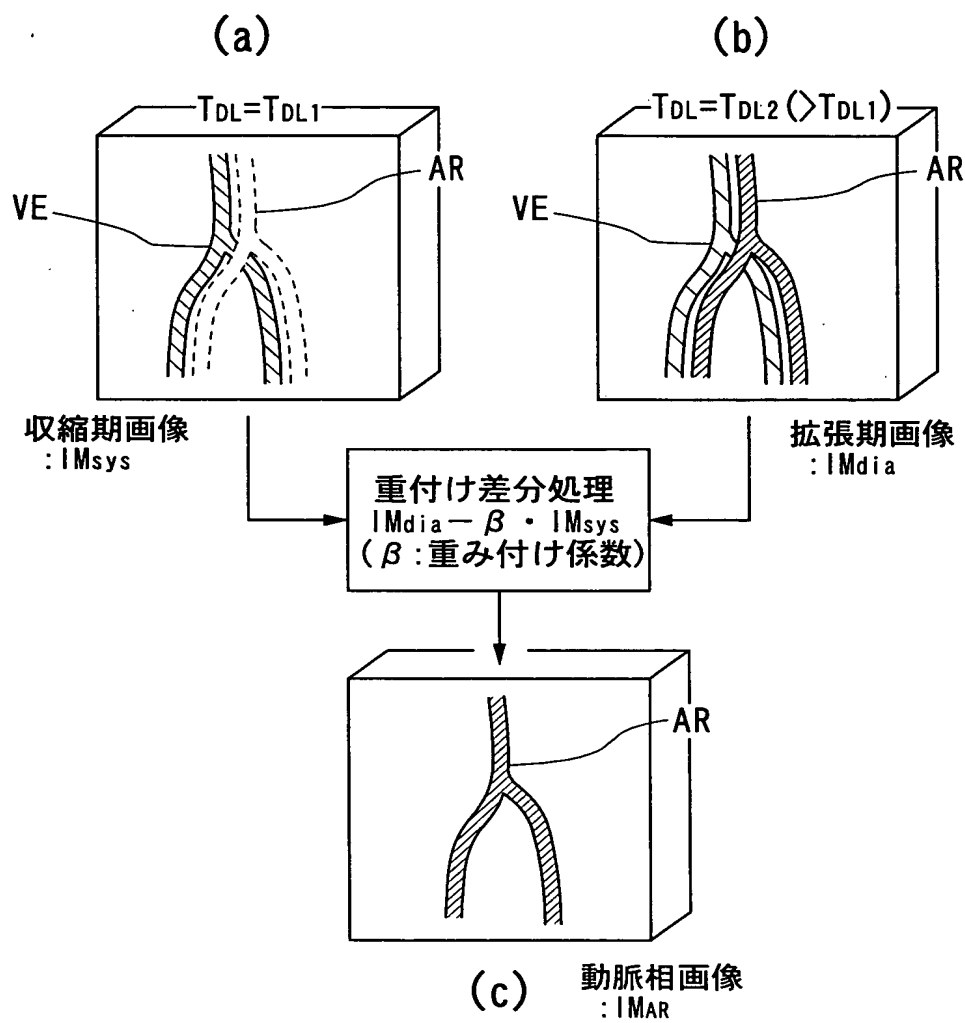 (a)
(b)
TDL=TDL1
TDL=TDL2(>TDL1)
AR
VE
AR
VE
収縮期画像
:IMsys
拡張期画像
:IMdia
重付け差分処理
IMdia－β・IMsys
(β:重み付け係数)
AR
(c)
動脈相画像
:IMAR